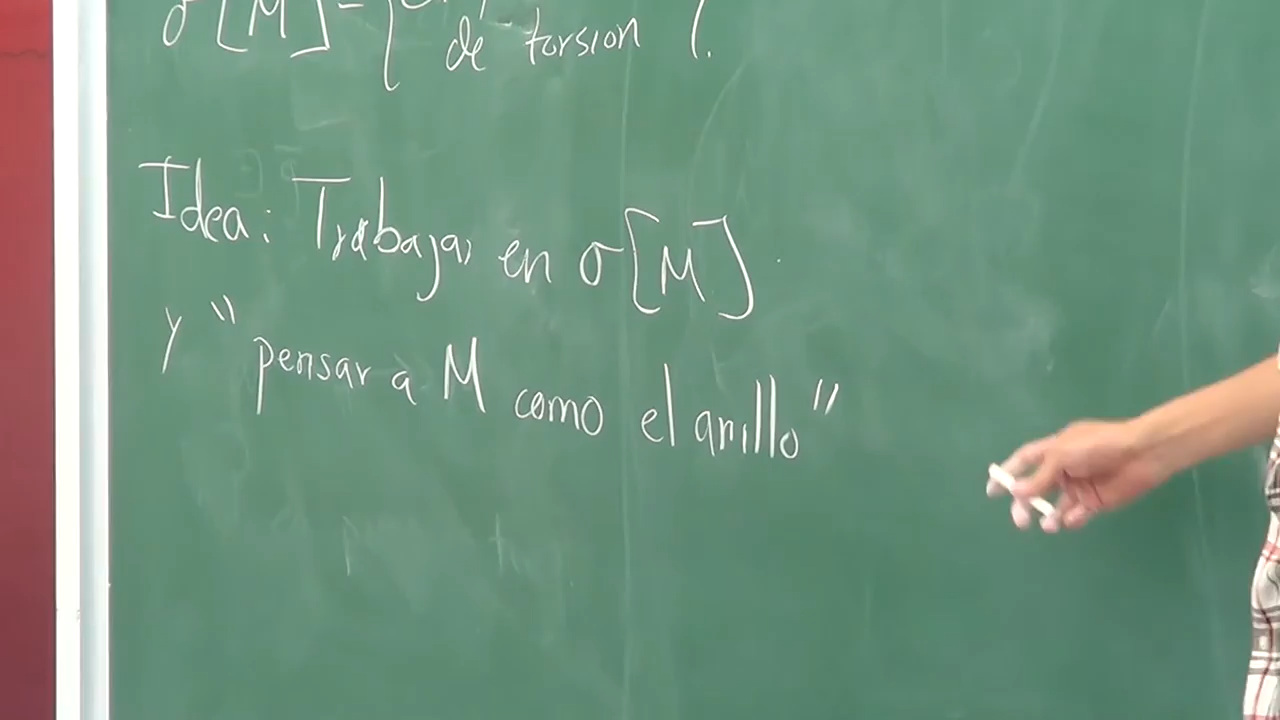 σ[M] = {
de torsion
Idea: Trabajar en σ[M]
y "pensar a M como el anillo"